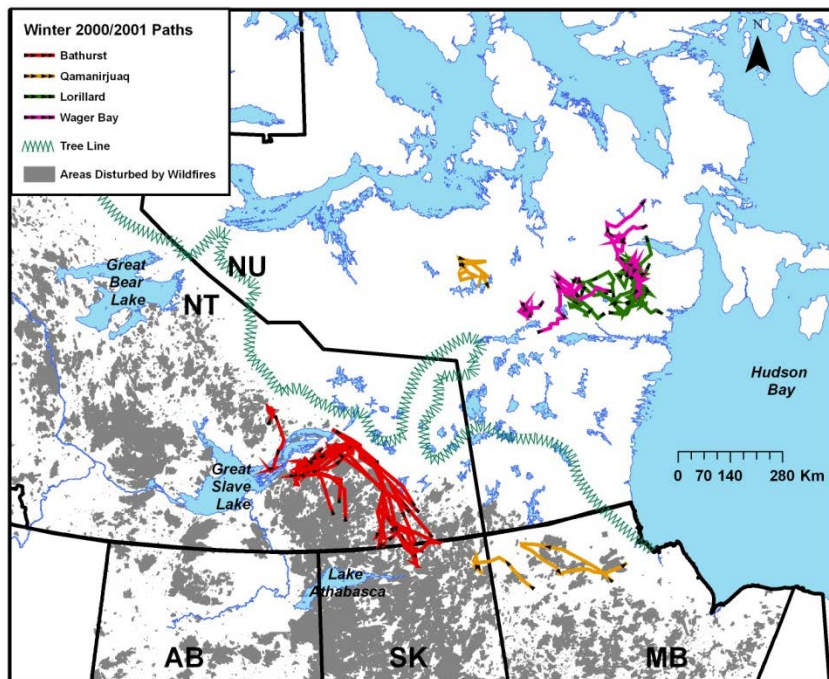 Winter 2000/2001 Paths
Bathurst
Qamanirjuaq
Lorillard
Wager Bay
Tree Line
Areas Disturbed by Wildfires
N
NU
Great
Bear
Lake
NT
Hudson
Bay
0 70 140 280 Km
Great
Slave
Lake
Lake
Athabasca
AB
SK
MB